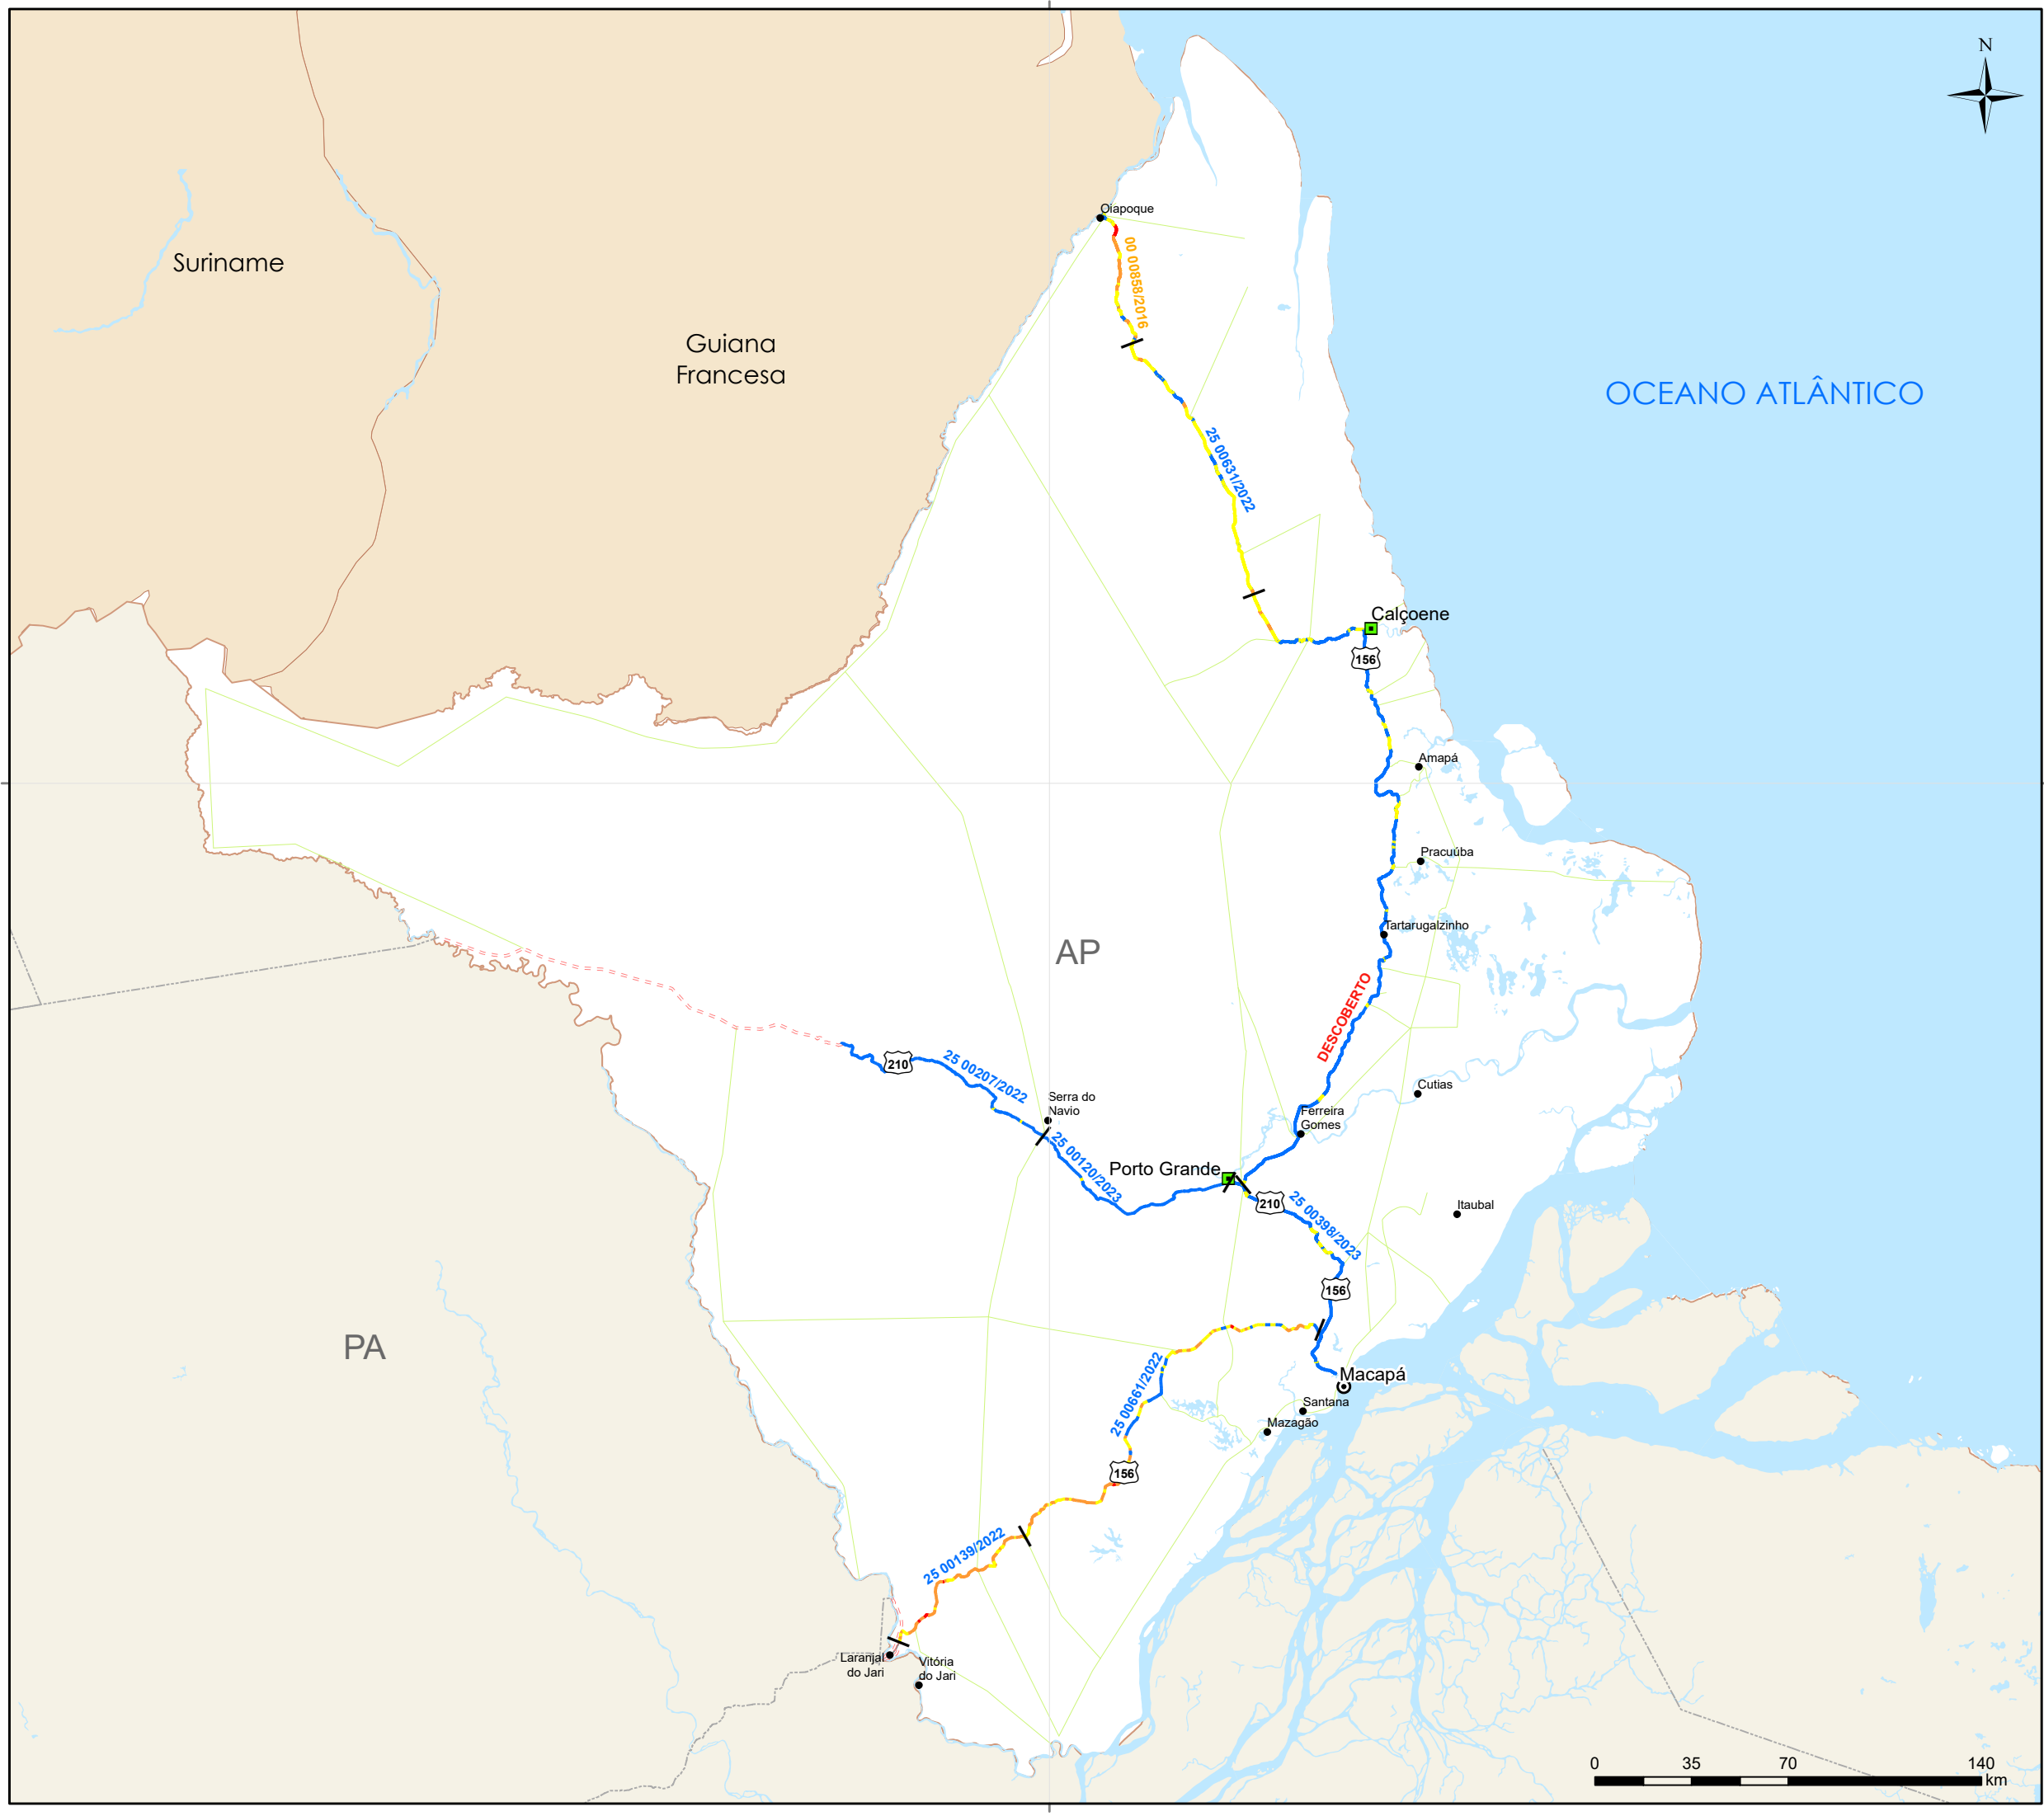 N
Oiapoque
00 00858/2016
Suriname
Guiana
Francesa
OCEANO ATLÂNTICO
25 00631/2022
Calçoene
156
Amapá
Pracuúba
Tartarugalzinho
AP
DESCOBERTO
210
25 00207/2022
Serra do
Navio
Cutias
Ferreira
Gomes
25 00120/2023
Porto Grande
210
25 00398/2023
Itaubal
156
PA
25 00661/2022
Macapá
Santana
Mazagão
156
25 00139/2022
Laranjal
do Jari
Vitória
do Jari
0 35 70 140
km